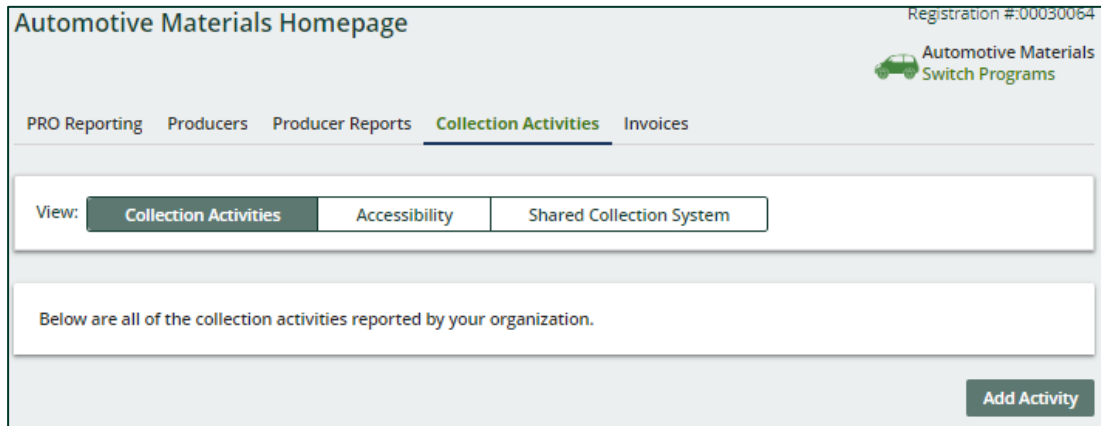 Automotive Materials Homepage
Registration #:00030064
Automotive Materials
Switch Programs
PRO Reporting Producers Producer Reports Collection Activities Invoices
View: Collection Activities Accessibility Shared Collection System
Below are all of the collection activities reported by your organization.
Add Activity